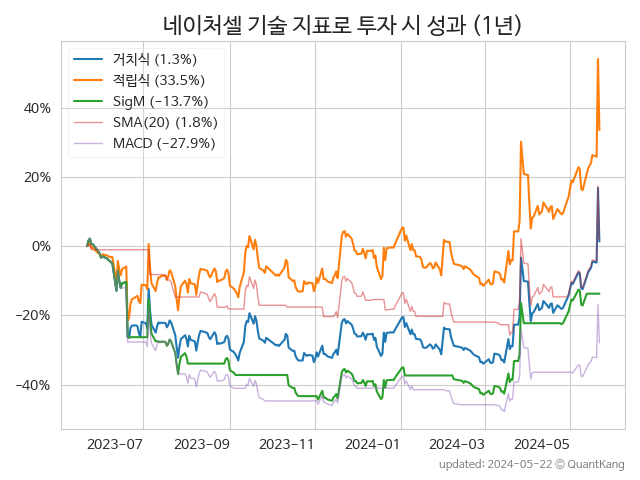 네이처셀 기술 지표로 투자 시 성과 (1년)
거치식 (1.3%)
적립식 (33.5%)
SigM (−13.7%)
SMA(20) (1.8%)
MACD (−27.9%)
40%
20%
0%
−20%
−40%
2023−07
2023−09
2023−11
2024−01
2024−03
2024−05
updated: 2024-05-22 © QuantKang